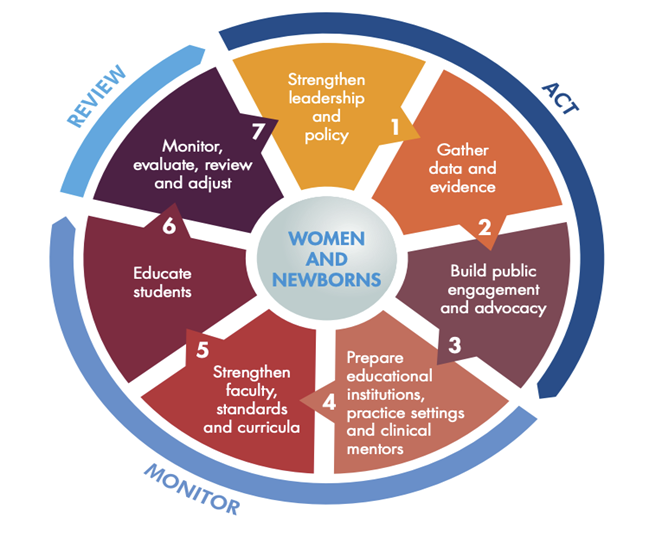 REVIEW
ACT
Strengthen
leadership
and
policy
1
Gather
data and
evidence
2
Build public
engagement
and advocacy
3
Prepare
educational
institutions,
practice settings
and clinical
mentors
4
Strengthen
faculty,
standards
and curricula
5
Educate
students
6
Monitor,
evaluate, review
and adjust
7
WOMEN
AND
NEWBORNS
MONITOR